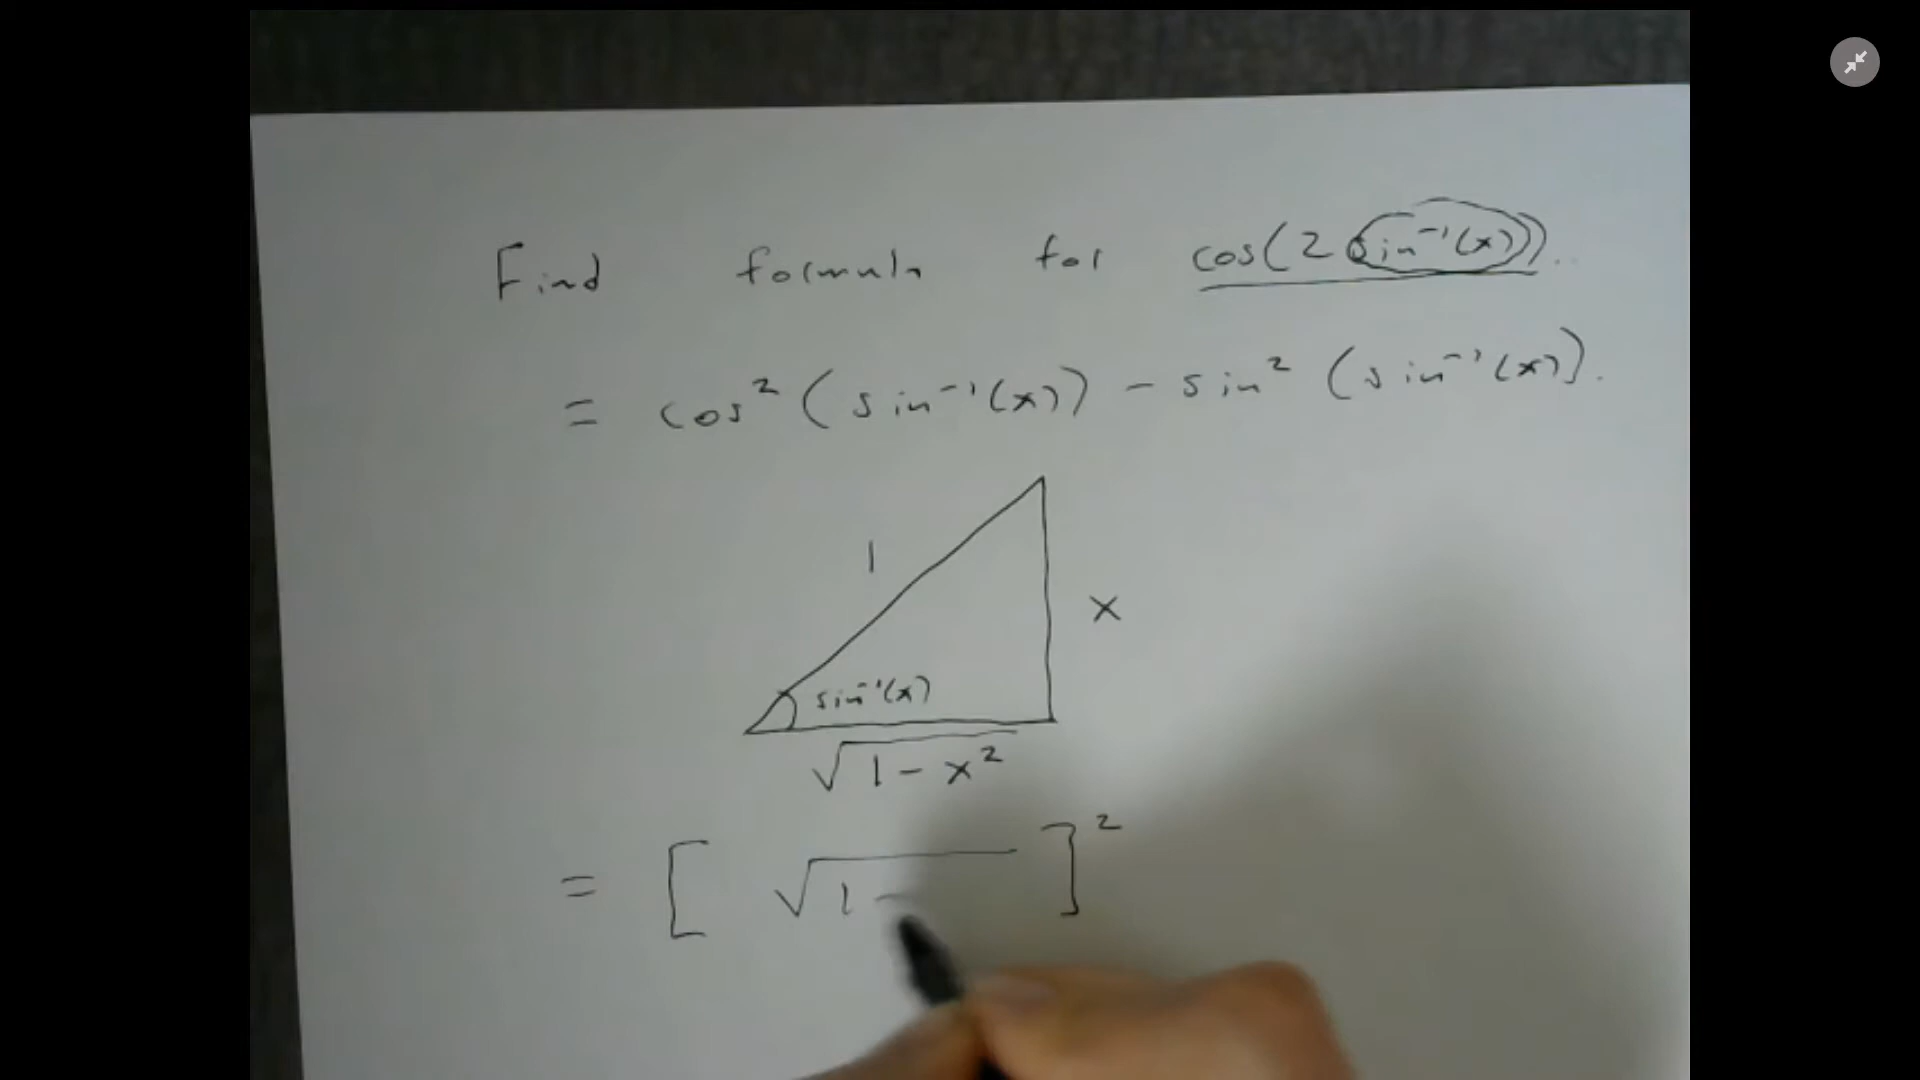 Find formula for cos(2 sin⁻¹(x)).
= cos² (sin⁻¹(x)) - sin² (sin⁻¹(x)).
1
x
sin⁻¹(x)
√(1 - x²)
= [ √(1 - ]²